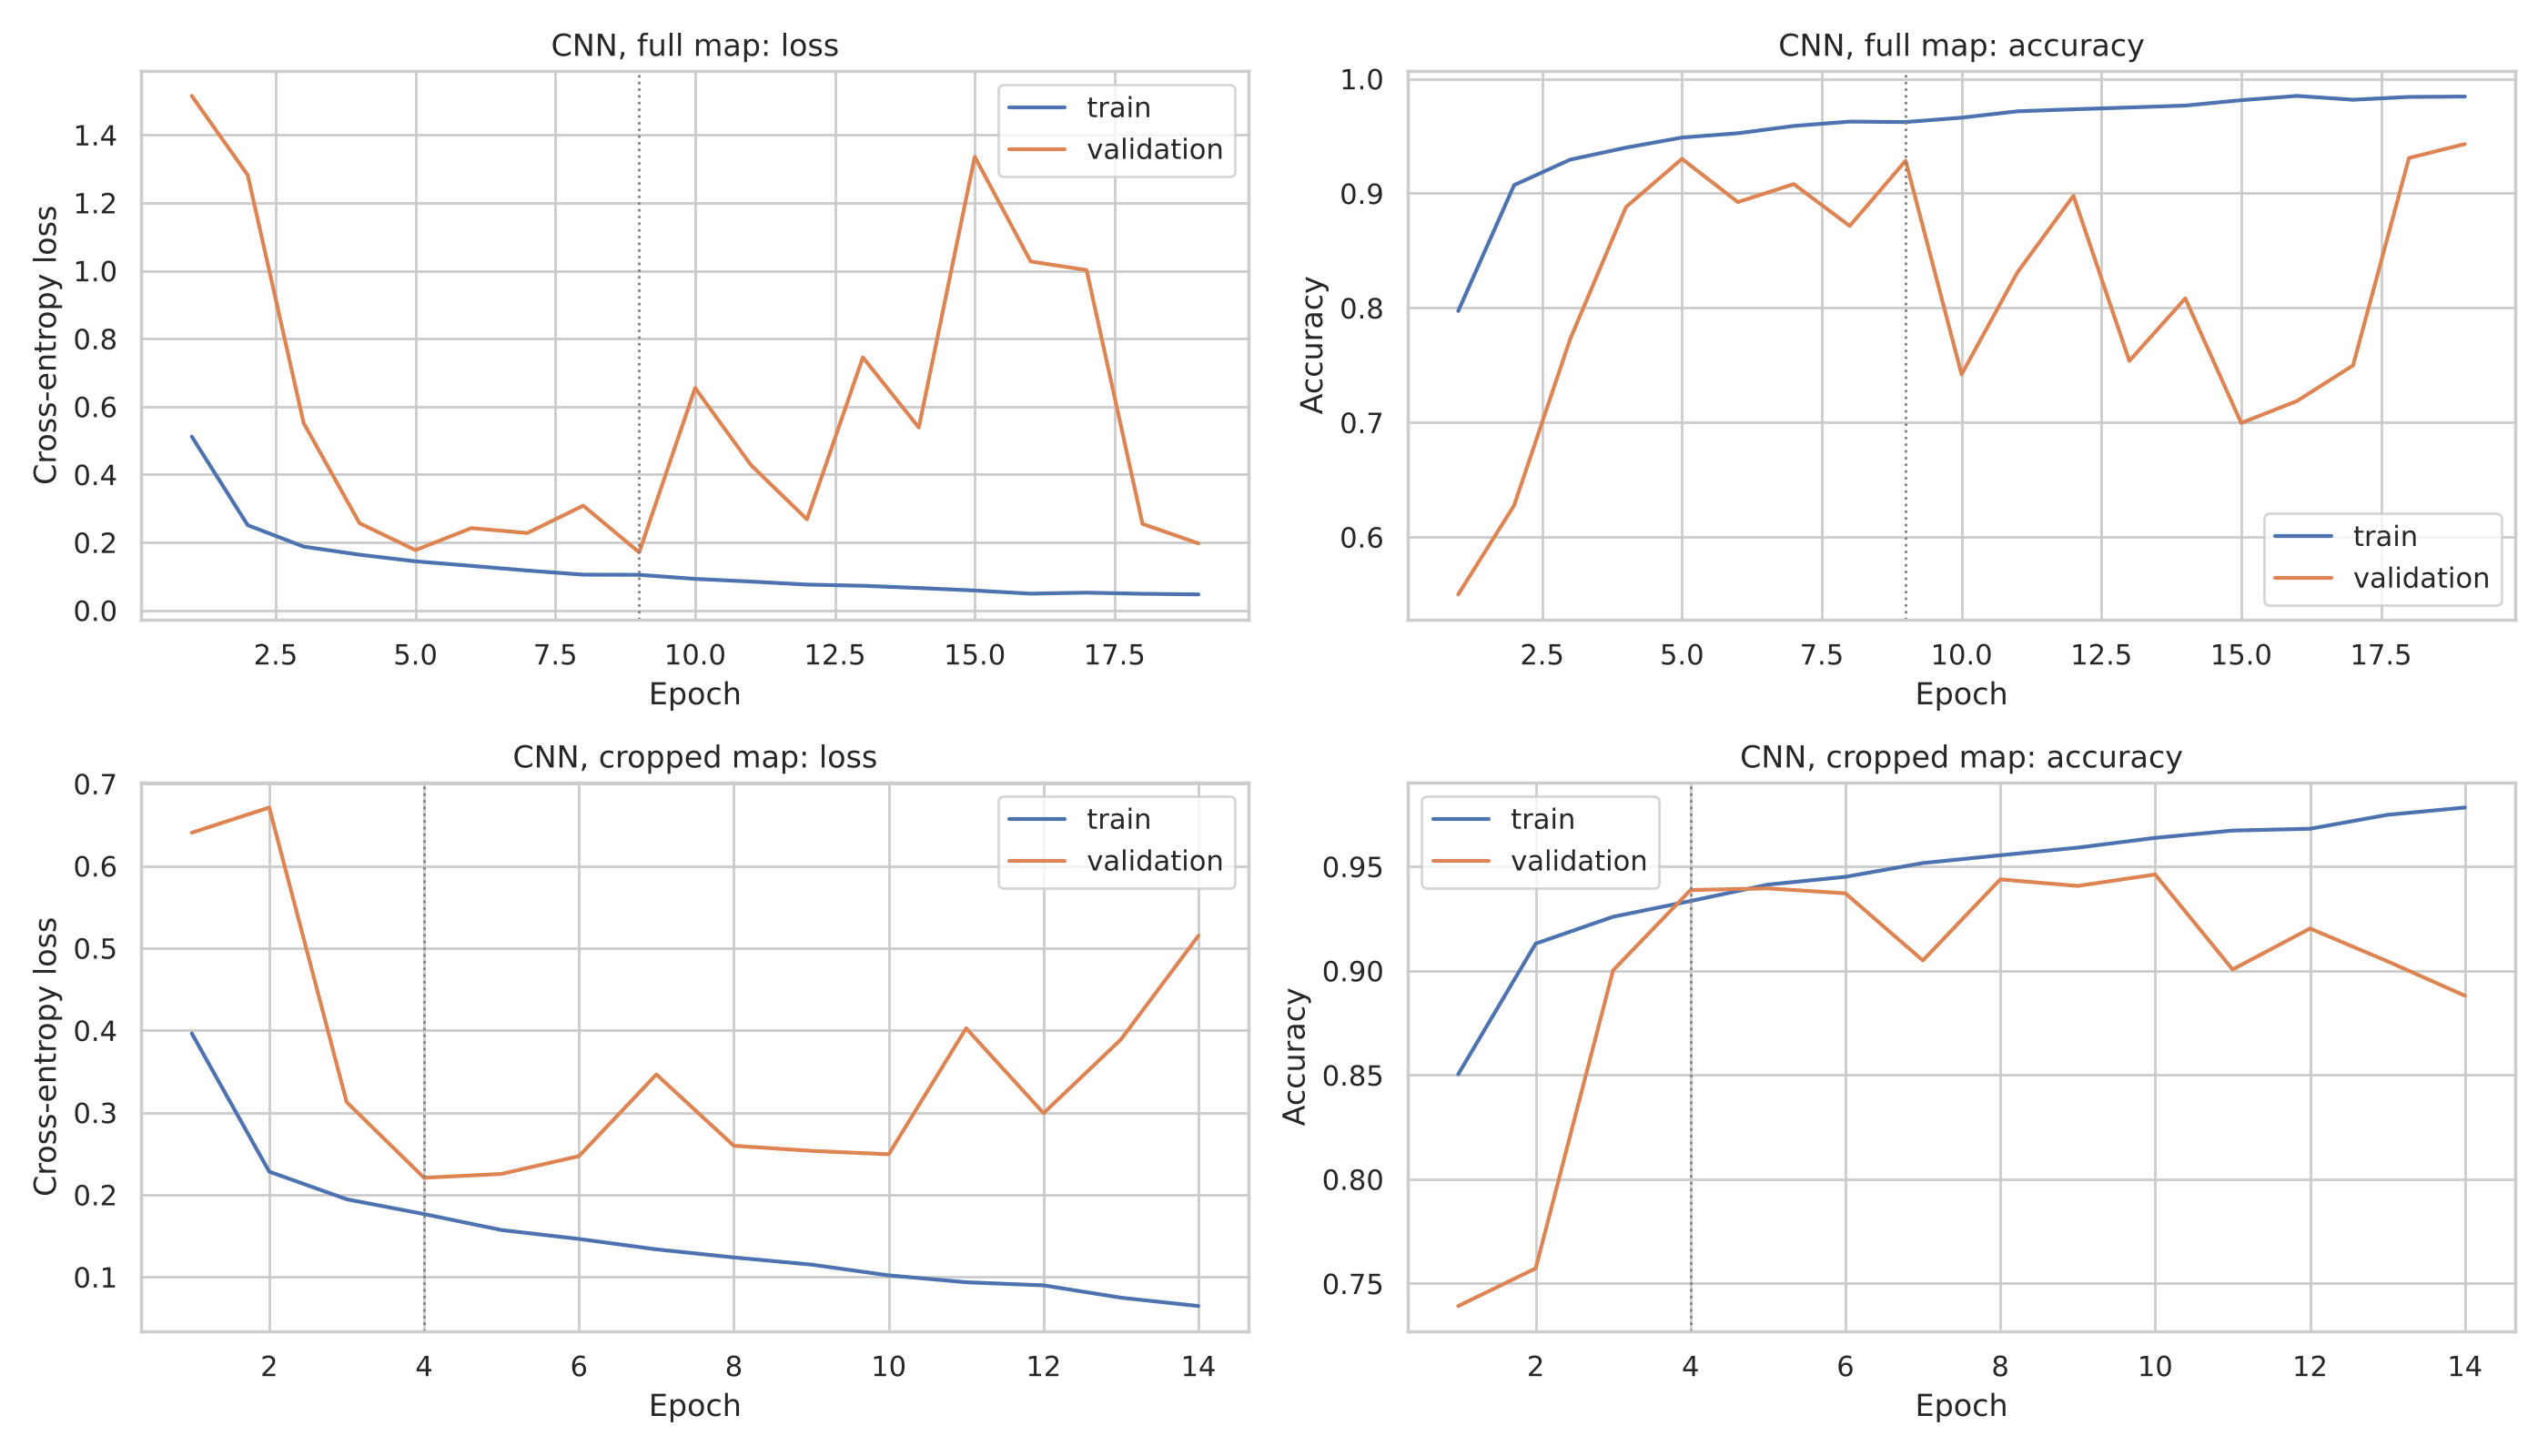 CNN, full map: loss
Cross-entropy loss
1.4
1.2
1.0
0.8
0.6
0.4
0.2
0.0
train
validation
2.5 5.0 7.5 10.0 12.5 15.0 17.5
Epoch
CNN, full map: accuracy
Accuracy
1.0
0.9
0.8
0.7
0.6
train
validation
2.5 5.0 7.5 10.0 12.5 15.0 17.5
Epoch
CNN, cropped map: loss
Cross-entropy loss
0.7
0.6
0.5
0.4
0.3
0.2
0.1
train
validation
2 4 6 8 10 12 14
Epoch
CNN, cropped map: accuracy
Accuracy
0.95
0.90
0.85
0.80
0.75
train
validation
2 4 6 8 10 12 14
Epoch